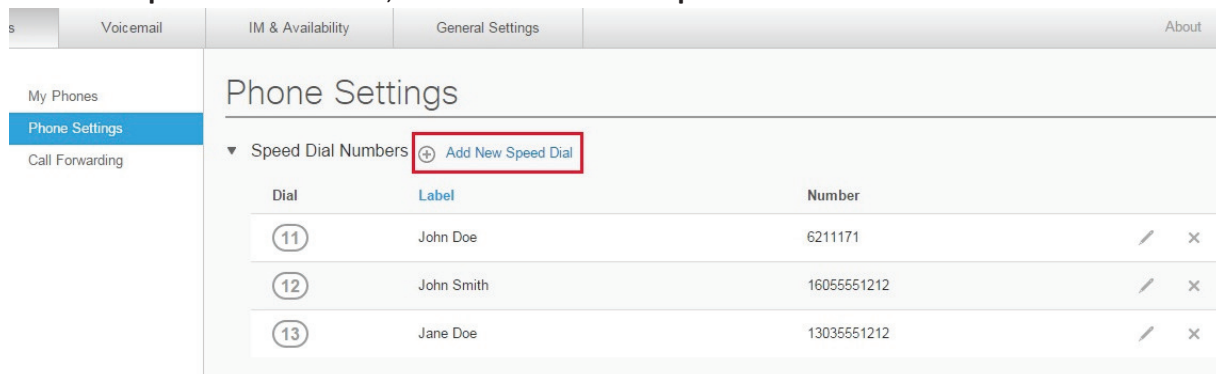 s Voicemail IM & Availability General Settings About
My Phones
Phone Settings
Call Forwarding
Phone Settings
Speed Dial Numbers Add New Speed Dial
Dial Label Number
11 John Doe 6211171
12 John Smith 16055551212
13 Jane Doe 13035551212